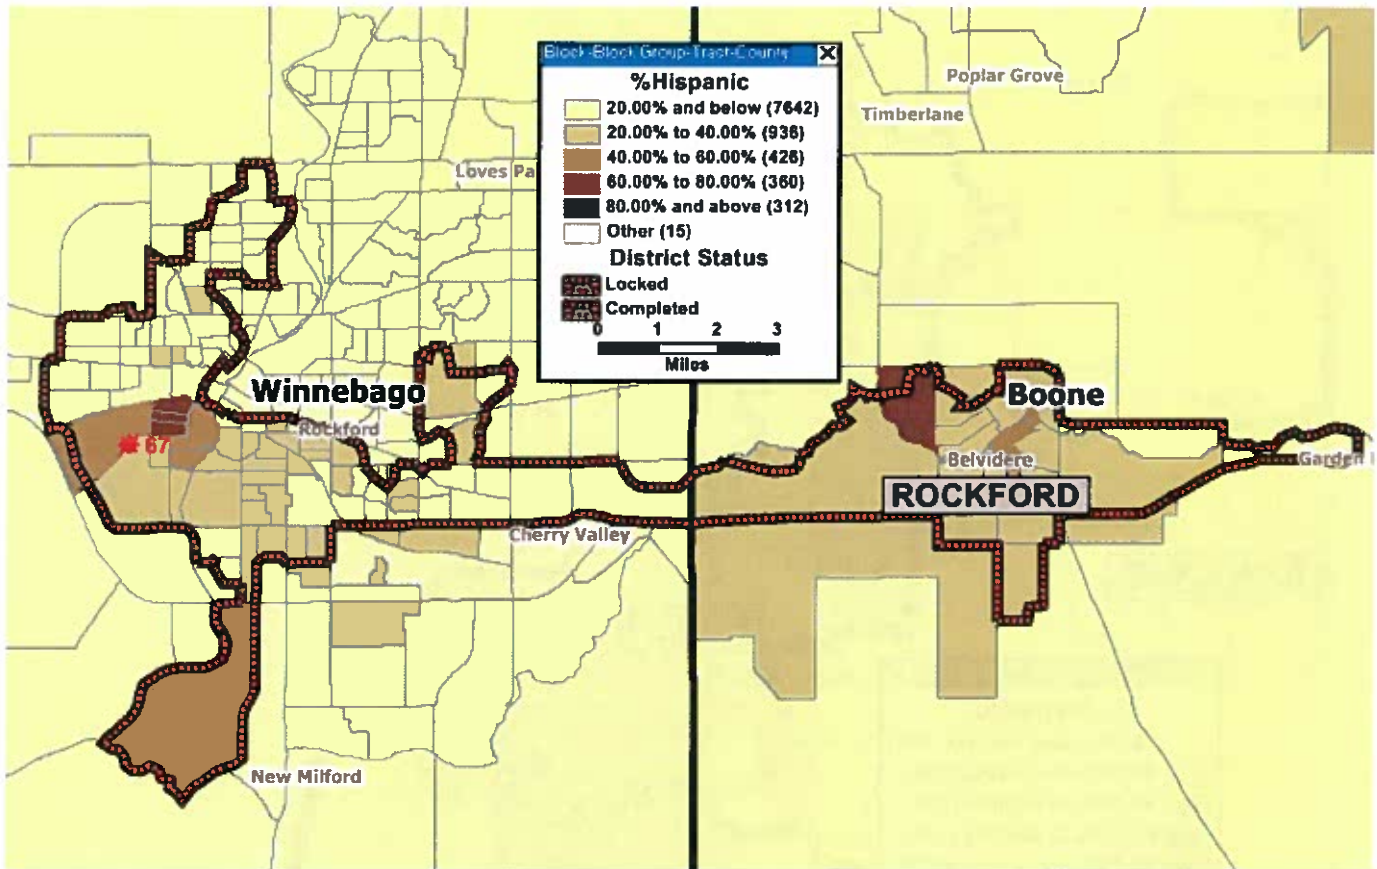 Block-Block Group-Tract-County
%Hispanic
20.00% and below (7642)
20.00% to 40.00% (936)
40.00% to 60.00% (426)
60.00% to 80.00% (360)
80.00% and above (312)
Other (15)
District Status
Locked
Completed
0 1 2 3
Miles
Poplar Grove
Timberlane
Loves Pa
Winnebago
Boone
Rockford
67
Belvidere
Garden
ROCKFORD
Cherry Valley
New Milford